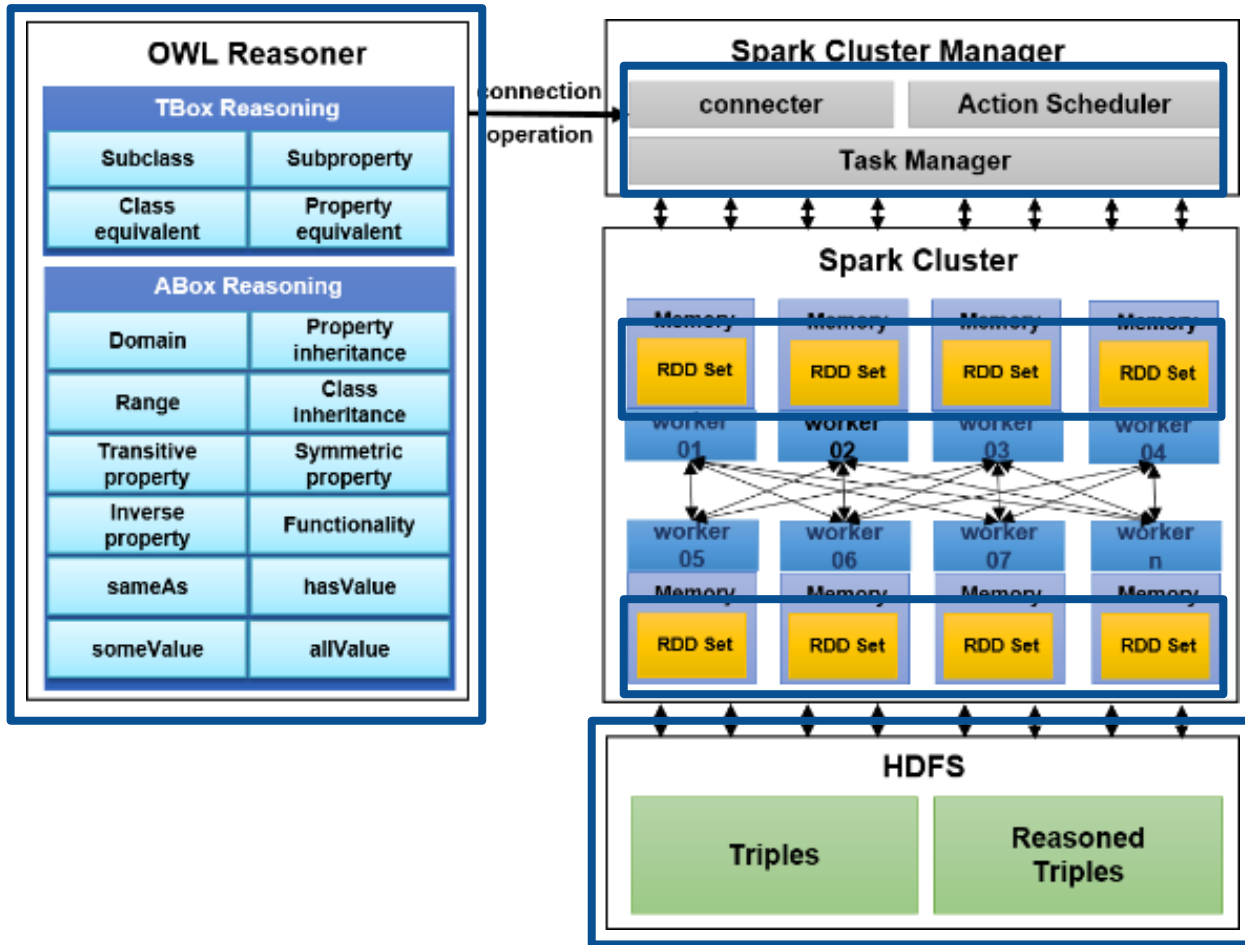 OWL Reasoner
TBox Reasoning
Subclass
Subproperty
Class
equivalent
Property
equivalent
ABox Reasoning
Domain
Property
inheritance
Range
Class
inheritance
Transitive
property
Symmetric
property
Inverse
property
Functionality
sameAs
hasValue
someValue
allValue
connection
operation
Spark Cluster Manager
connecter
Action Scheduler
Task Manager
Spark Cluster
Memory
Memory
Memory
Memory
RDD Set
RDD Set
RDD Set
RDD Set
worker
01
worker
02
worker
03
worker
04
worker
05
worker
06
worker
07
worker
n
Memory
Memory
Memory
Memory
RDD Set
RDD Set
RDD Set
RDD Set
HDFS
Triples
Reasoned
Triples